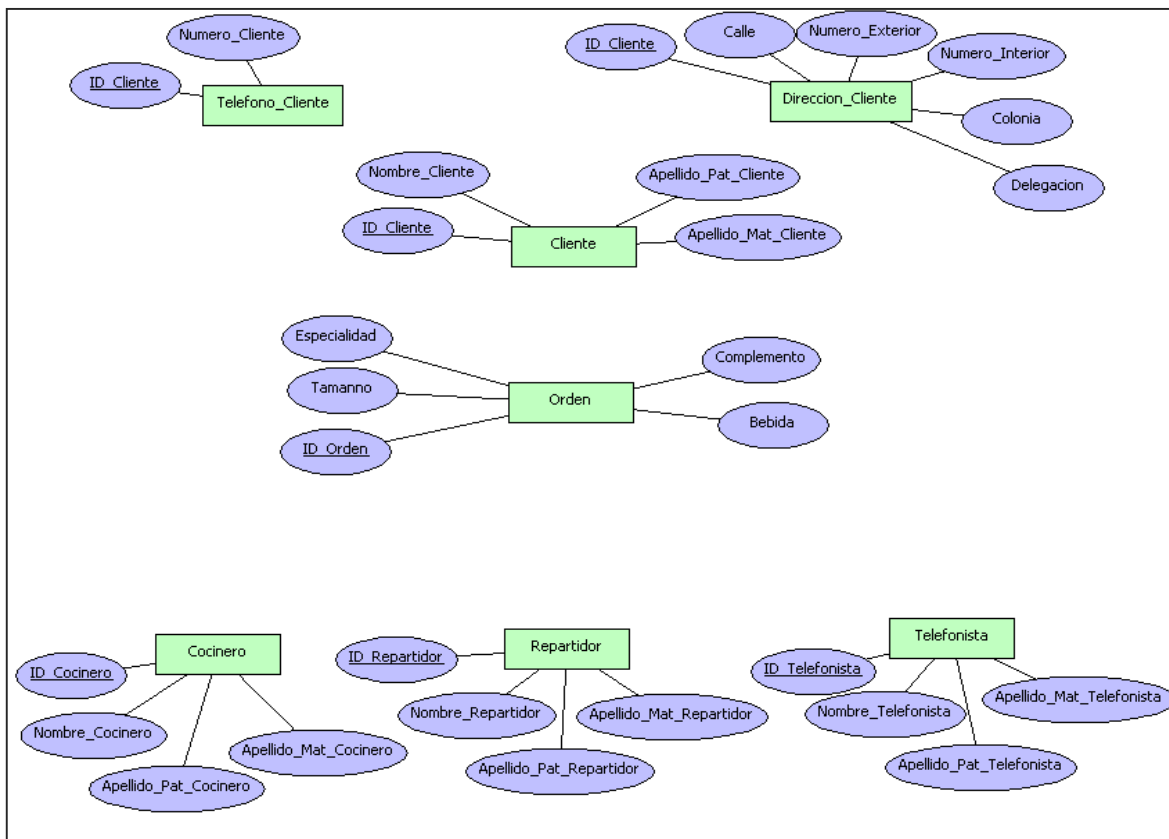 Numero_Cliente
ID_Cliente
Telefono_Cliente
ID_Cliente
Calle
Numero_Exterior
Numero_Interior
Direccion_Cliente
Colonia
Delegacion
Nombre_Cliente
Apellido_Pat_Cliente
ID_Cliente
Cliente
Apellido_Mat_Cliente
Especialidad
Complemento
Tamanno
Orden
Bebida
ID_Orden
Cocinero
ID_Cocinero
Nombre_Cocinero
Apellido_Mat_Cocinero
Apellido_Pat_Cocinero
Repartidor
ID_Repartidor
Nombre_Repartidor
Apellido_Mat_Repartidor
Apellido_Pat_Repartidor
Telefonista
ID_Telefonista
Apellido_Mat_Telefonista
Nombre_Telefonista
Apellido_Pat_Telefonista